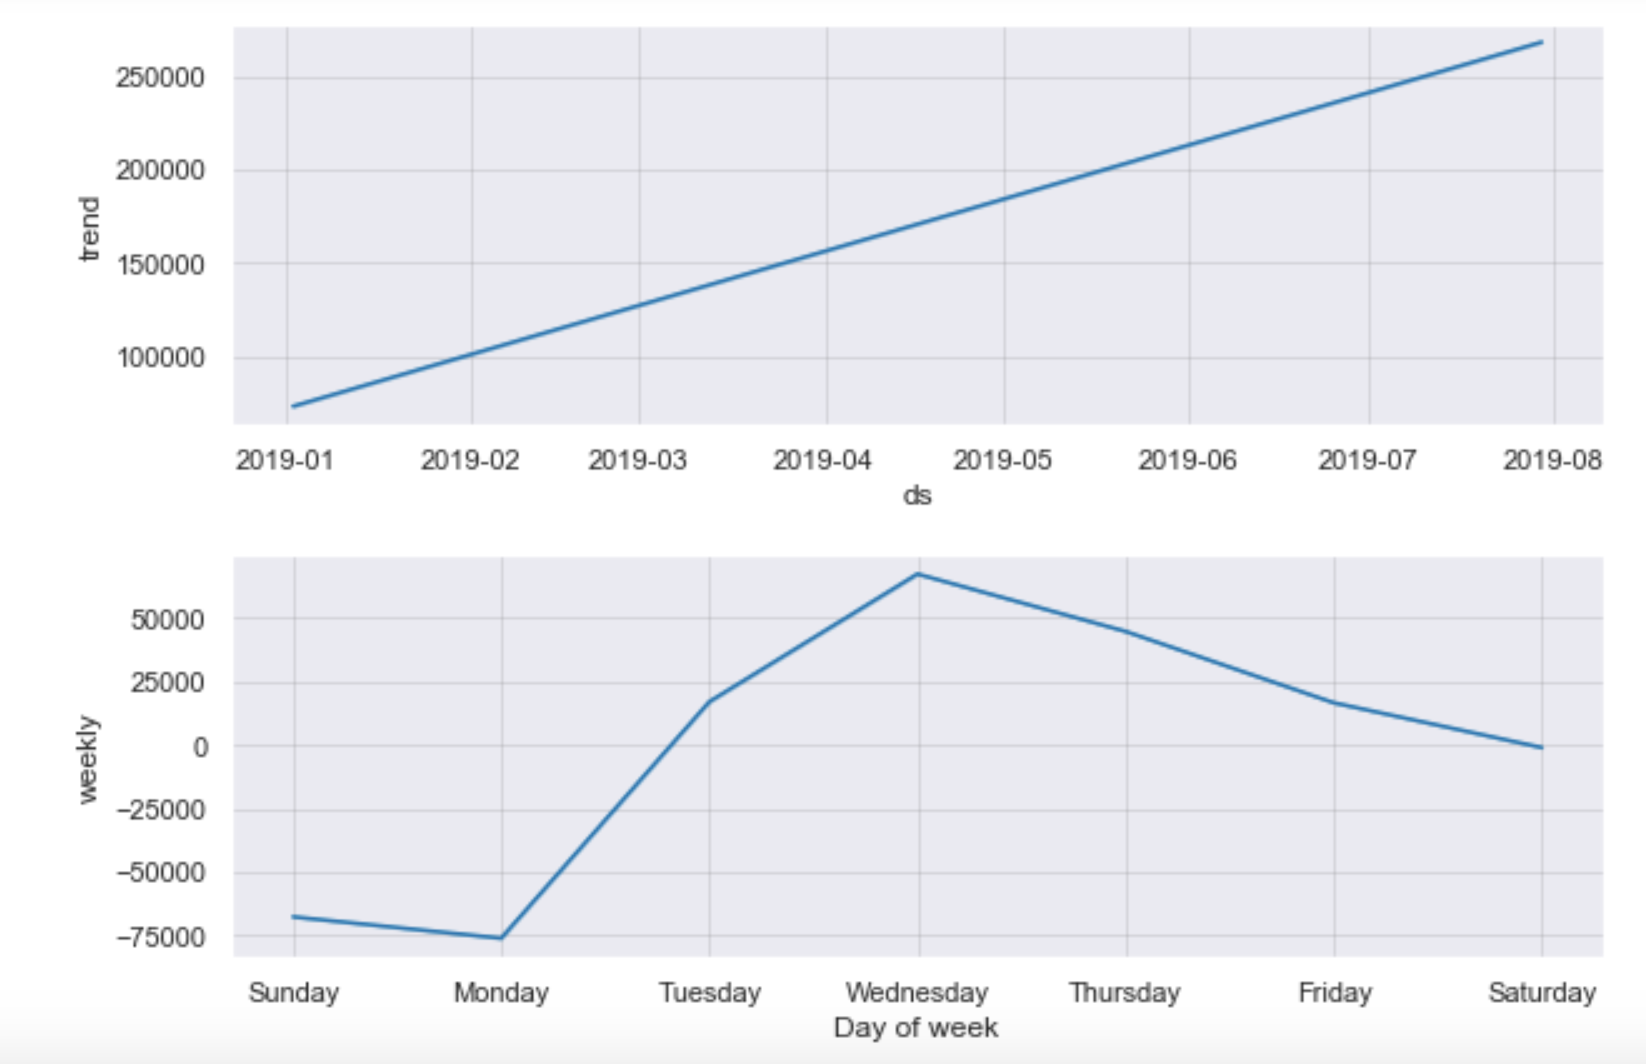 250000
200000
150000
100000
trend
2019-01 2019-02 2019-03 2019-04 2019-05 2019-06 2019-07 2019-08
ds
50000
25000
0
−25000
−50000
−75000
weekly
Sunday Monday Tuesday Wednesday Thursday Friday Saturday
Day of week